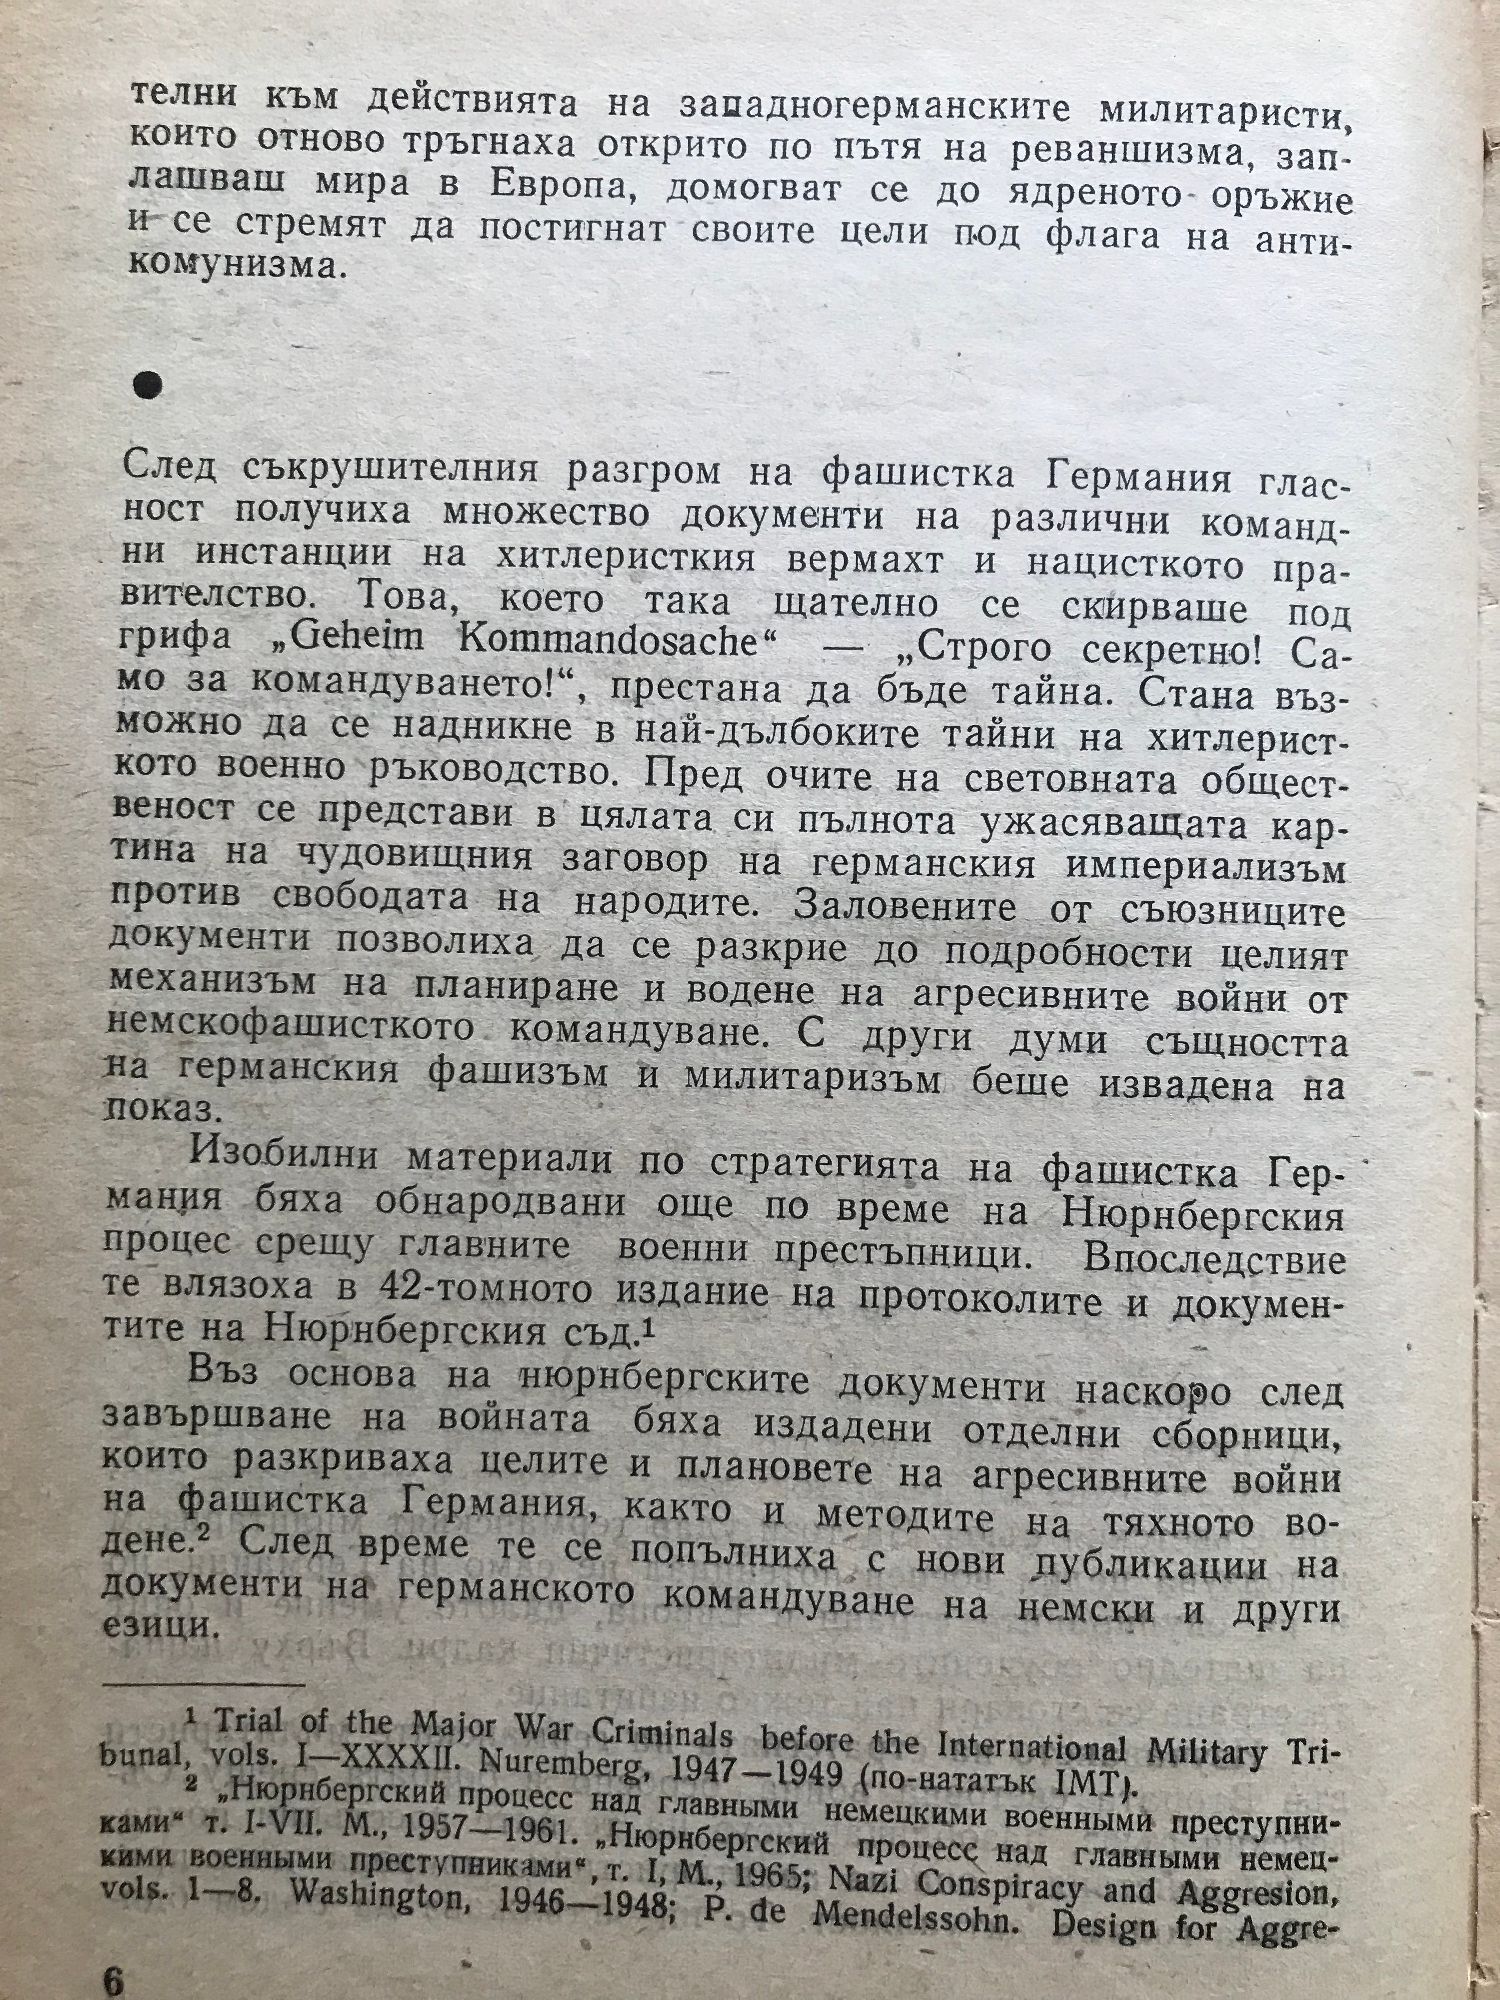 телни към действията на западногерманските милитаристи,
които отново тръгнаха открито по пътя на реваншизма, зап-
лашваш мира в Европа, домогват се до ядреното оръжие
и се стремят да постигнат своите цели под флага на анти-
комунизма.
●
След съкрушителния разгром на фашистка Германия глас-
ност получиха множество документи на различни команд-
ни инстанции на хитлеристкия вермахт и нацисткото пра-
вителство. Това, което така щателно се скирваше под
грифа „Geheim Kommandosache“ — „Строго секретно! Са-
мо за командуването!“, престана да бъде тайна. Стана въз-
можно да се надникне в най-дълбоките тайни на хитлерист-
кото военно ръководство. Пред очите на световната общест-
веност се представи в цялата си пълнота ужасяващата кар-
тина на чудовищния заговор на германския империализъм
против свободата на народите. Заловените от съюзниците
документи позволиха да се разкрие до подробности целият
механизъм на планиране и водене на агресивните войни от
немскофашисткото командуване. С други думи същността
на германския фашизъм и милитаризъм беше извадена на
показ.
Изобилни материали по стратегията на фашистка Гер-
мания бяха обнародвани още по време на Нюрнбергския
процес срещу главните военни престъпници. Впоследствие
те влязоха в 42-томното издание на протоколите и докумен-
тите на Нюрнбергския съд.¹
Въз основа на нюрнбергските документи наскоро след
завършване на войната бяха издадени отделни сборници,
които разкриваха целите и плановете на агресивните войни
на фашистка Германия, както и методите на тяхното во-
дене.² След време те се попълниха с нови публикации на
документи на германското командуване на немски и други
езици.
¹ Trial of the Major War Criminals before the International Military Tri-
bunal, vols. I—XXXXII. Nuremberg, 1947—1949 (по-нататък IMT).
² „Нюрнбергский процесс над главными немецкими военными преступни-
ками“ т. I-VII. М., 1957—1961. „Нюрнбергский процесс над главными немец-
кими военными преступниками“, т. I, М., 1965; Nazi Conspiracy and Aggresion,
vols. 1—8. Washington, 1946—1948; P. de Mendelssohn. Design for Aggre-
6